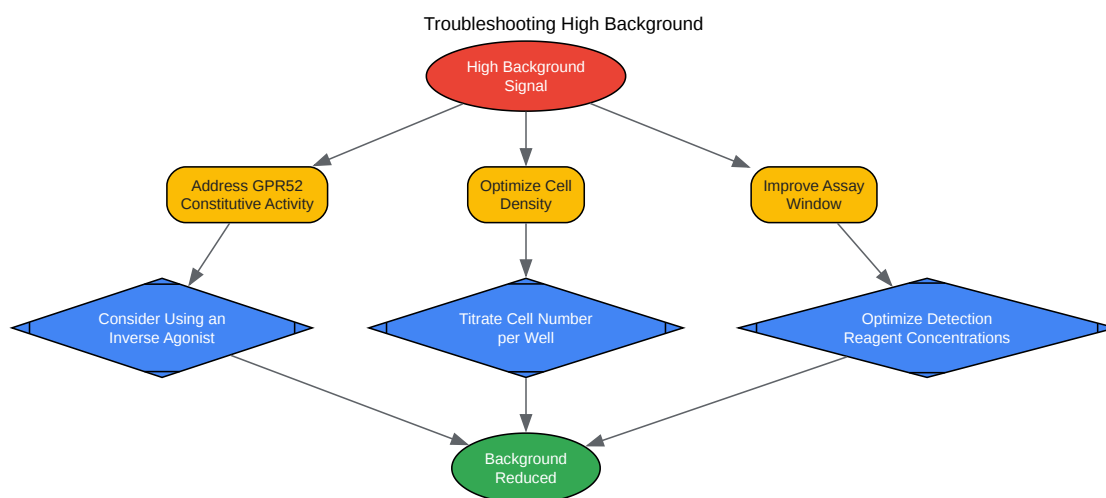 Troubleshooting High Background
High Background
Signal
Address GPR52
Constitutive Activity
Optimize Cell
Density
Improve Assay
Window
Consider Using an
Inverse Agonist
Titrate Cell Number
per Well
Optimize Detection
Reagent Concentrations
Background
Reduced